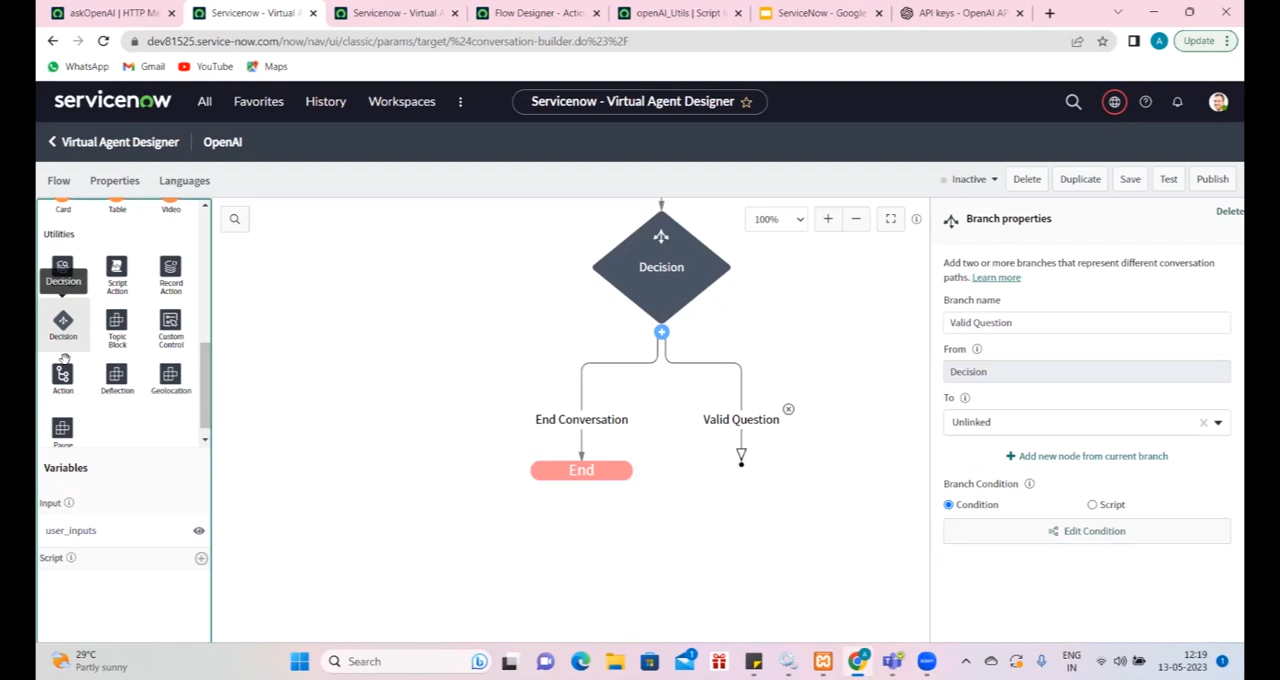 askOpenAI | HTTP Me
Servicenow - Virtual A
Servicenow - Virtual A
Flow Designer - Actio
openAI_Utils | Script I
ServiceNow - Google
API keys - OpenAI AP
dev81525.service-now.com/now/nav/ui/classic/params/target/%24conversation-builder.do%23%2F
A
Update
WhatsApp
Gmail
YouTube
Maps
servicenow
All
Favorites
History
Workspaces
Servicenow - Virtual Agent Designer
Virtual Agent Designer
OpenAI
Flow
Properties
Languages
Inactive
Delete
Duplicate
Save
Test
Publish
Card
Table
Video
Utilities
Decision
Script
Action
Record
Action
Decision
Topic
Block
Custom
Control
Action
Deflection
Geolocation
Pause
Variables
Input
user_inputs
Script
100%
Decision
End Conversation
Valid Question
End
Branch properties
Delete
Add two or more branches that represent different conversation
paths. Learn more
Branch name
Valid Question
From
Decision
To
Unlinked
Add new node from current branch
Branch Condition
Condition
Script
Edit Condition
29°C
Partly sunny
Search
1
ENG
IN
12:19
13-05-2023
1